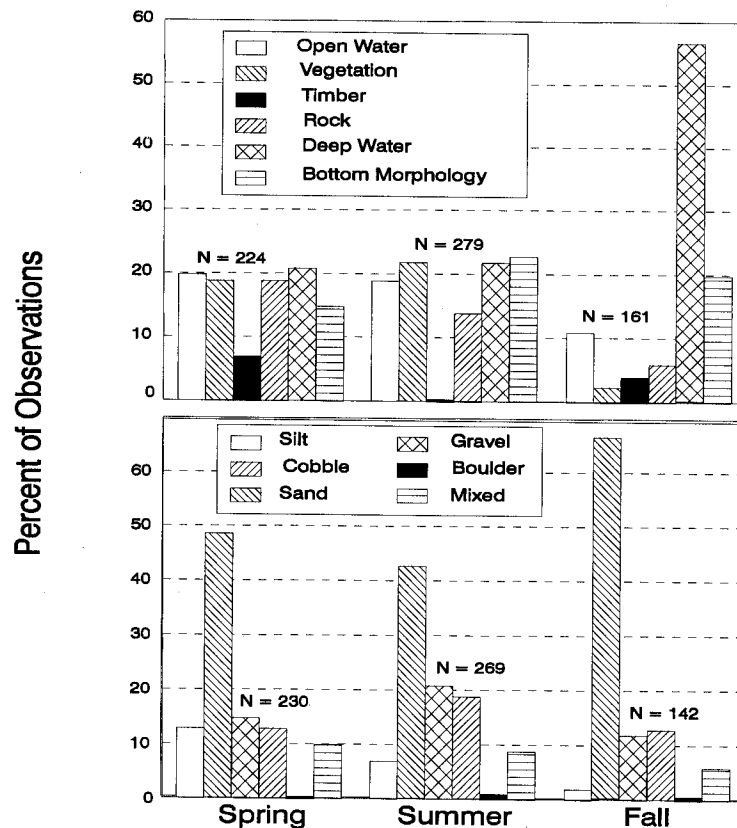 Percent of Observations
60
50
40
30
20
10
0
Open Water
Vegetation
Timber
Rock
Deep Water
Bottom Morphology
N = 224
N = 279
N = 161
60
50
40
30
20
10
0
Silt
Cobble
Sand
Gravel
Boulder
Mixed
N = 230
N = 269
N = 142
Spring Summer Fall